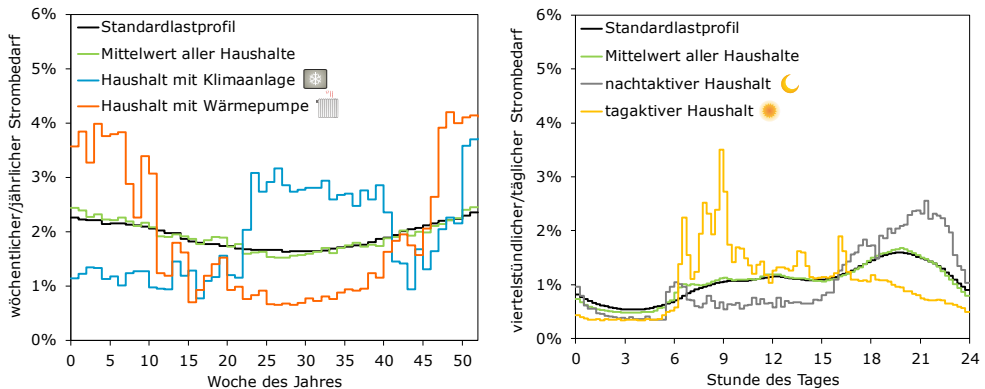 wöchentlicher/jährlicher Strombedarf
6%
5%
4%
3%
2%
1%
0%
Standardlastprofil
Mittelwert aller Haushalte
Haushalt mit Klimaanlage
Haushalt mit Wärmepumpe
0 5 10 15 20 25 30 35 40 45 50
Woche des Jahres
viertelstündlicher/täglicher Strombedarf
6%
5%
4%
3%
2%
1%
0%
Standardlastprofil
Mittelwert aller Haushalte
nachtaktiver Haushalt
tagaktiver Haushalt
0 3 6 9 12 15 18 21 24
Stunde des Tages